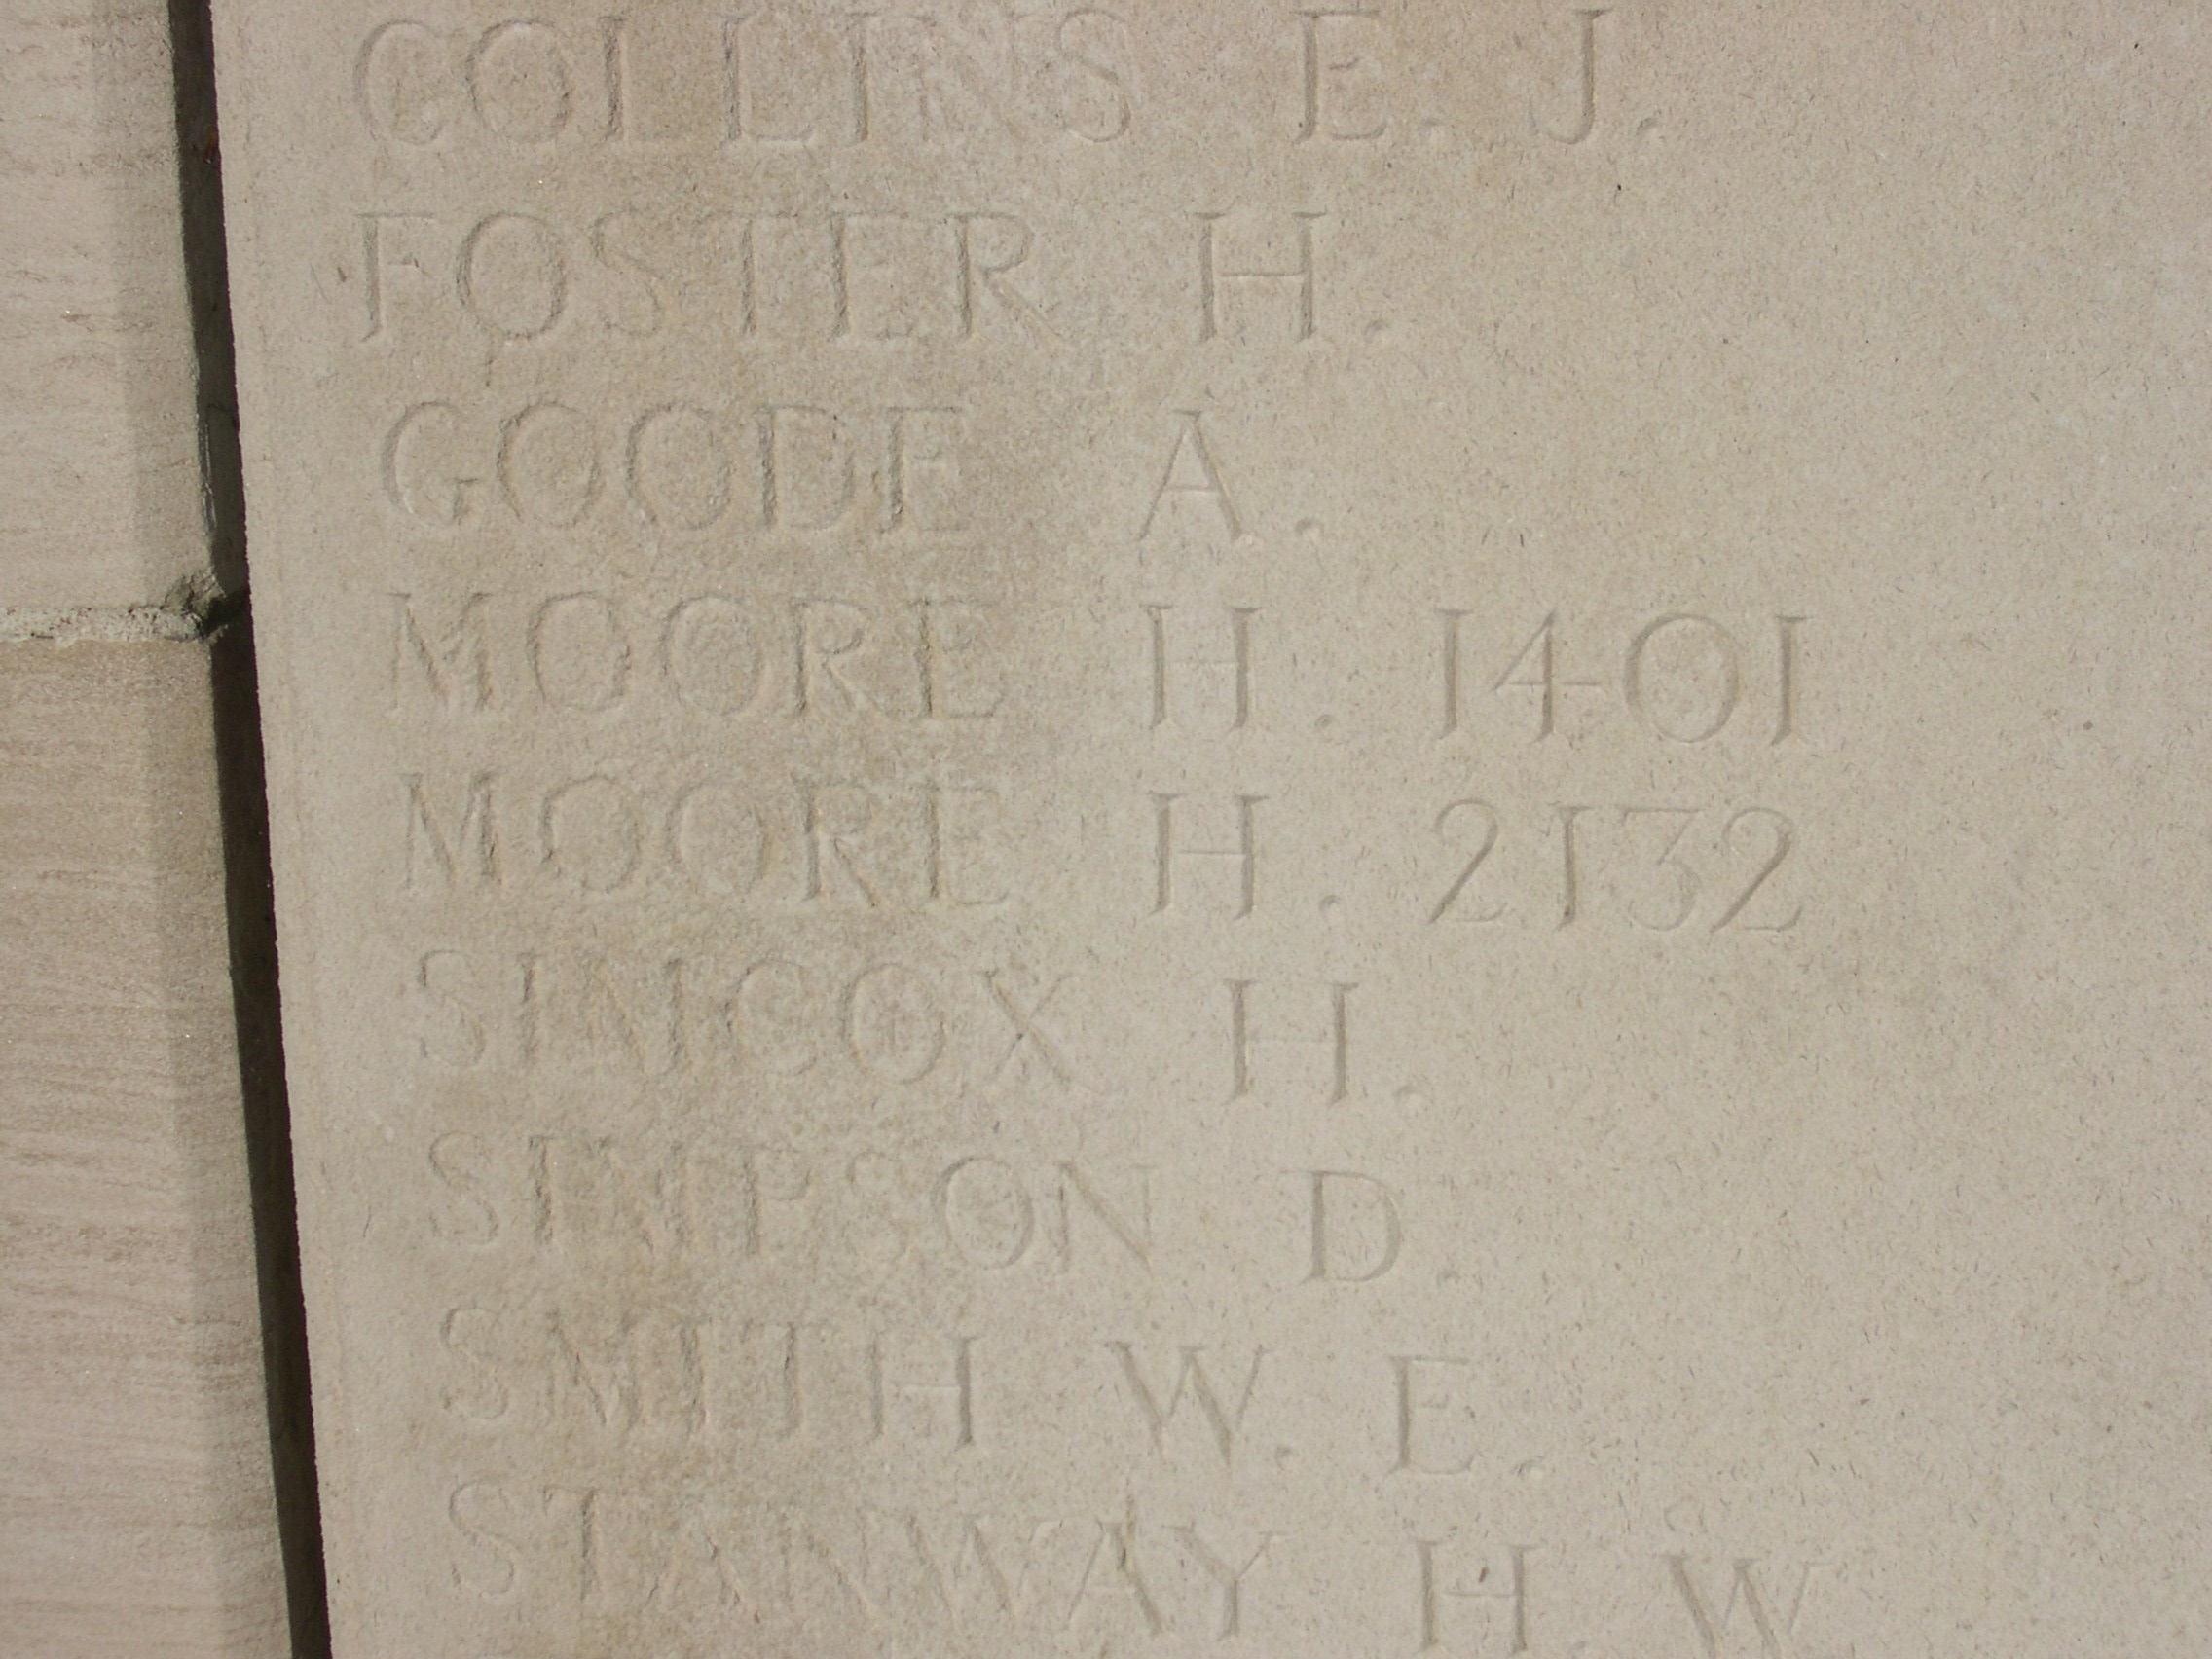 COLLINS E. J.
FOSTER H.
GOODE A.
MOORE H. 1401
MOORE H. 2132
SIMCOX H.
SIMPSON D.
SMITH W. E.
STANWAY H. W